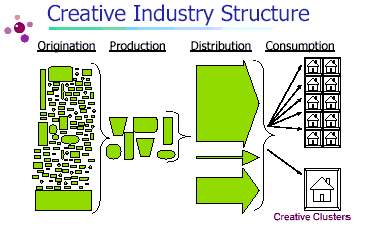 Creative Industry Structure
Origination Production Distribution Consumption
Creative Clusters